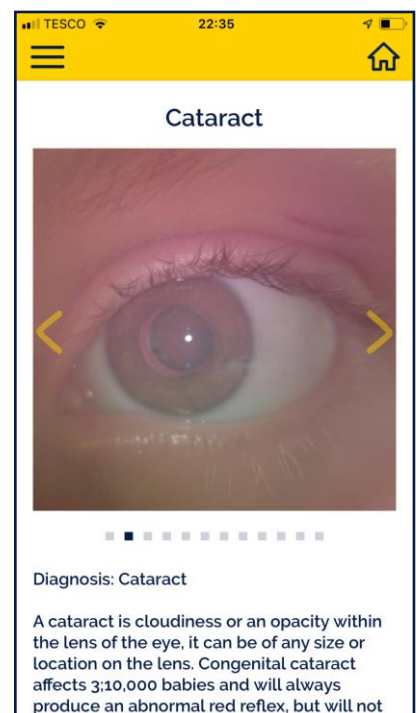 TESCO 22:35
Cataract
Diagnosis: Cataract
A cataract is cloudiness or an opacity within
the lens of the eye, it can be of any size or
location on the lens. Congenital cataract
affects 3;10,000 babies and will always
produce an abnormal red reflex, but will not